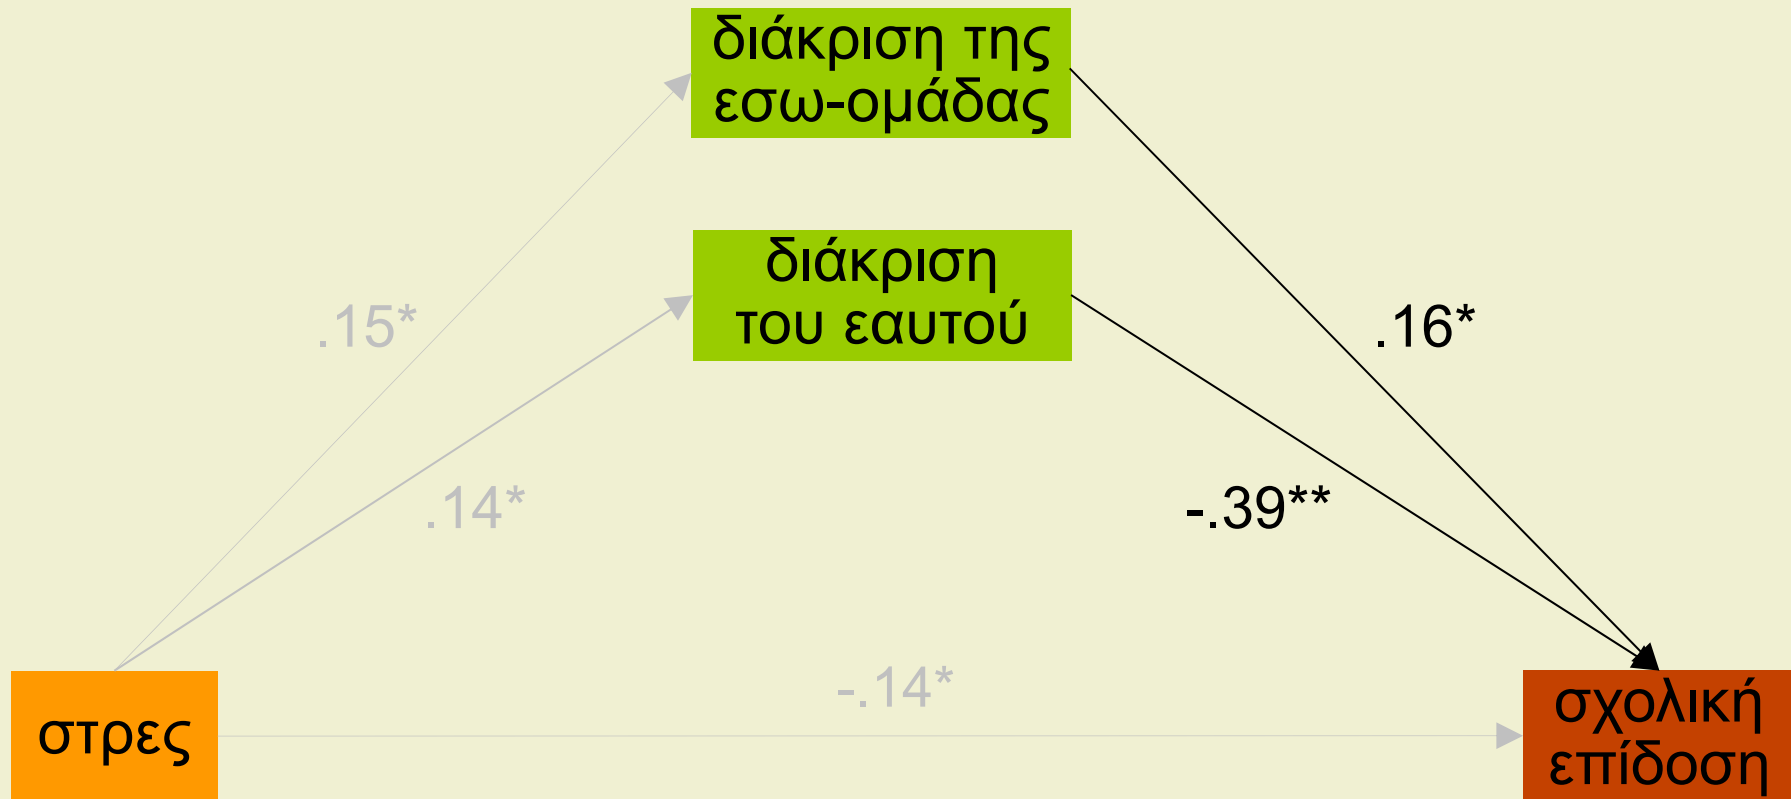 διάκριση της
εσω-ομάδας
διάκριση
του εαυτού
.15*
.16*
.14*
-.39**
-.14*
στρες
σχολική
επίδοση